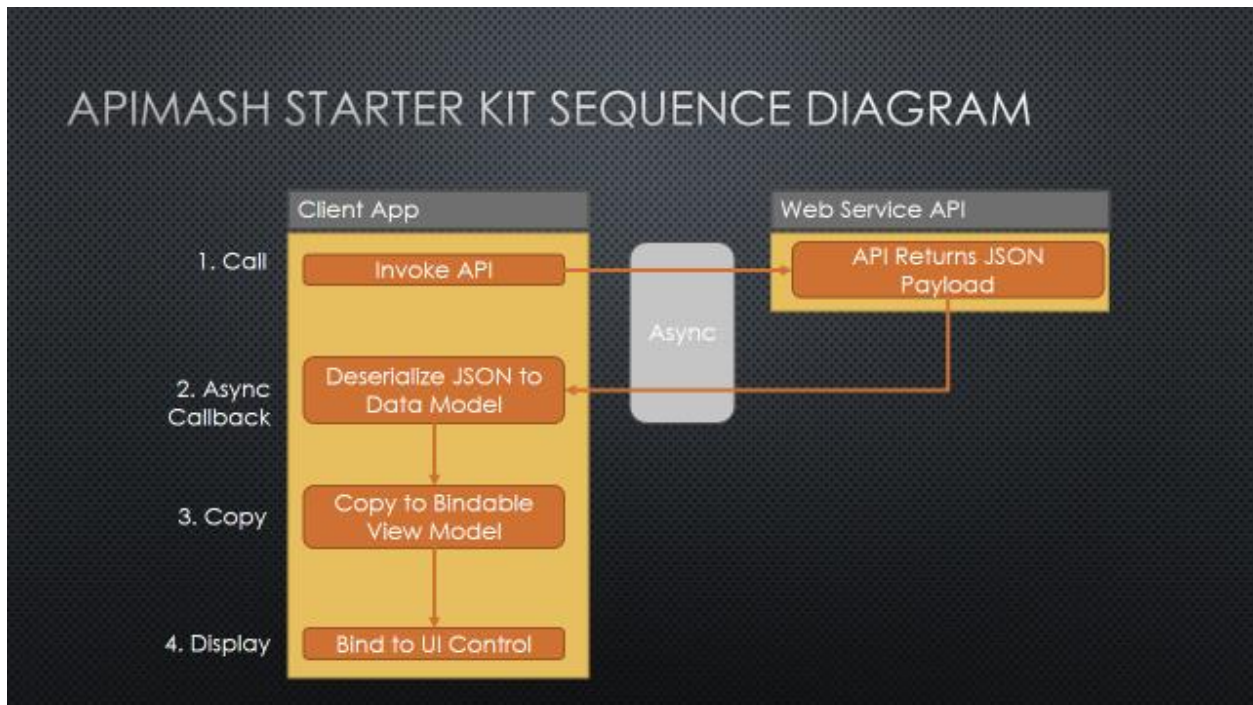 APIMASH STARTER KIT SEQUENCE DIAGRAM
Client App
Web Service API
1. Call
Invoke API
API Returns JSON
Payload
Async
2. Async
Callback
Deserialize JSON to
Data Model
3. Copy
Copy to Bindable
View Model
4. Display
Bind to UI Control